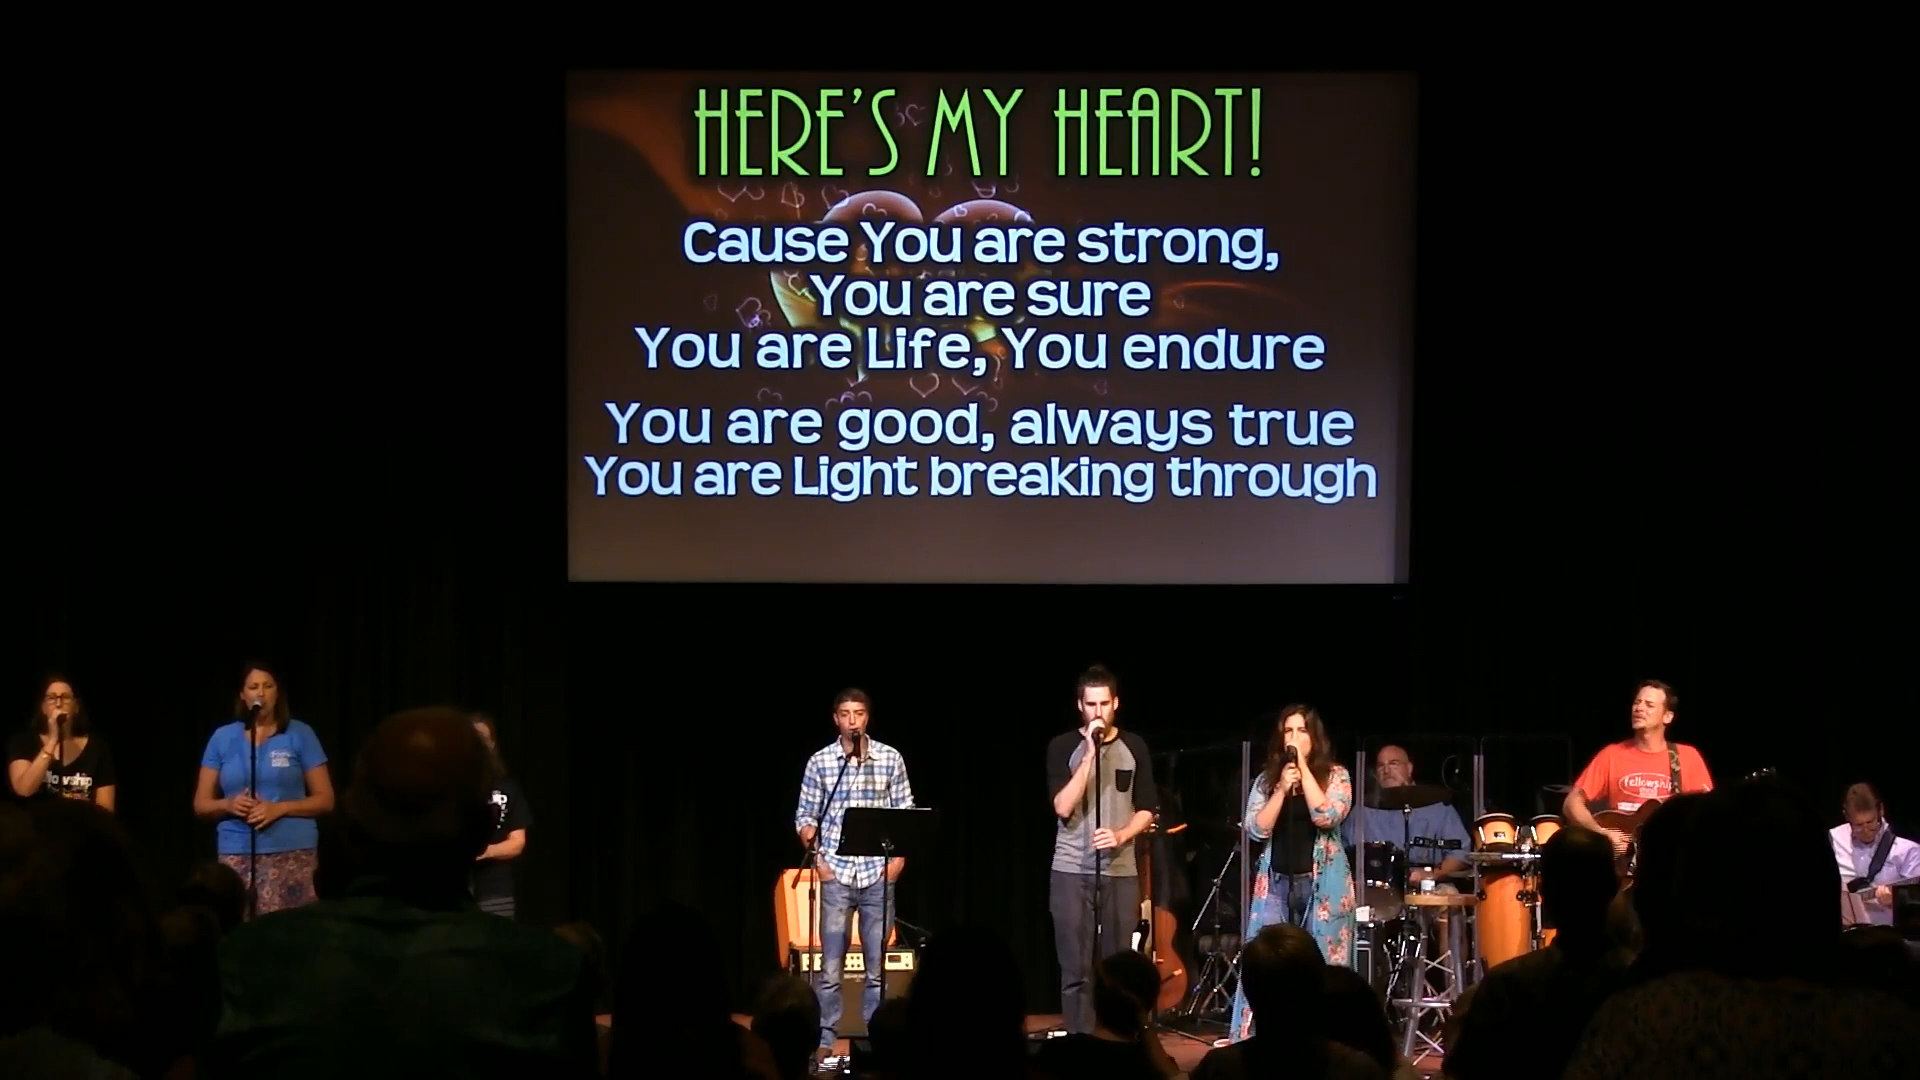 HERE'S MY HEART!
Cause You are strong,
You are sure
You are Life, You endure
You are good, always true
You are Light breaking through
fellowship